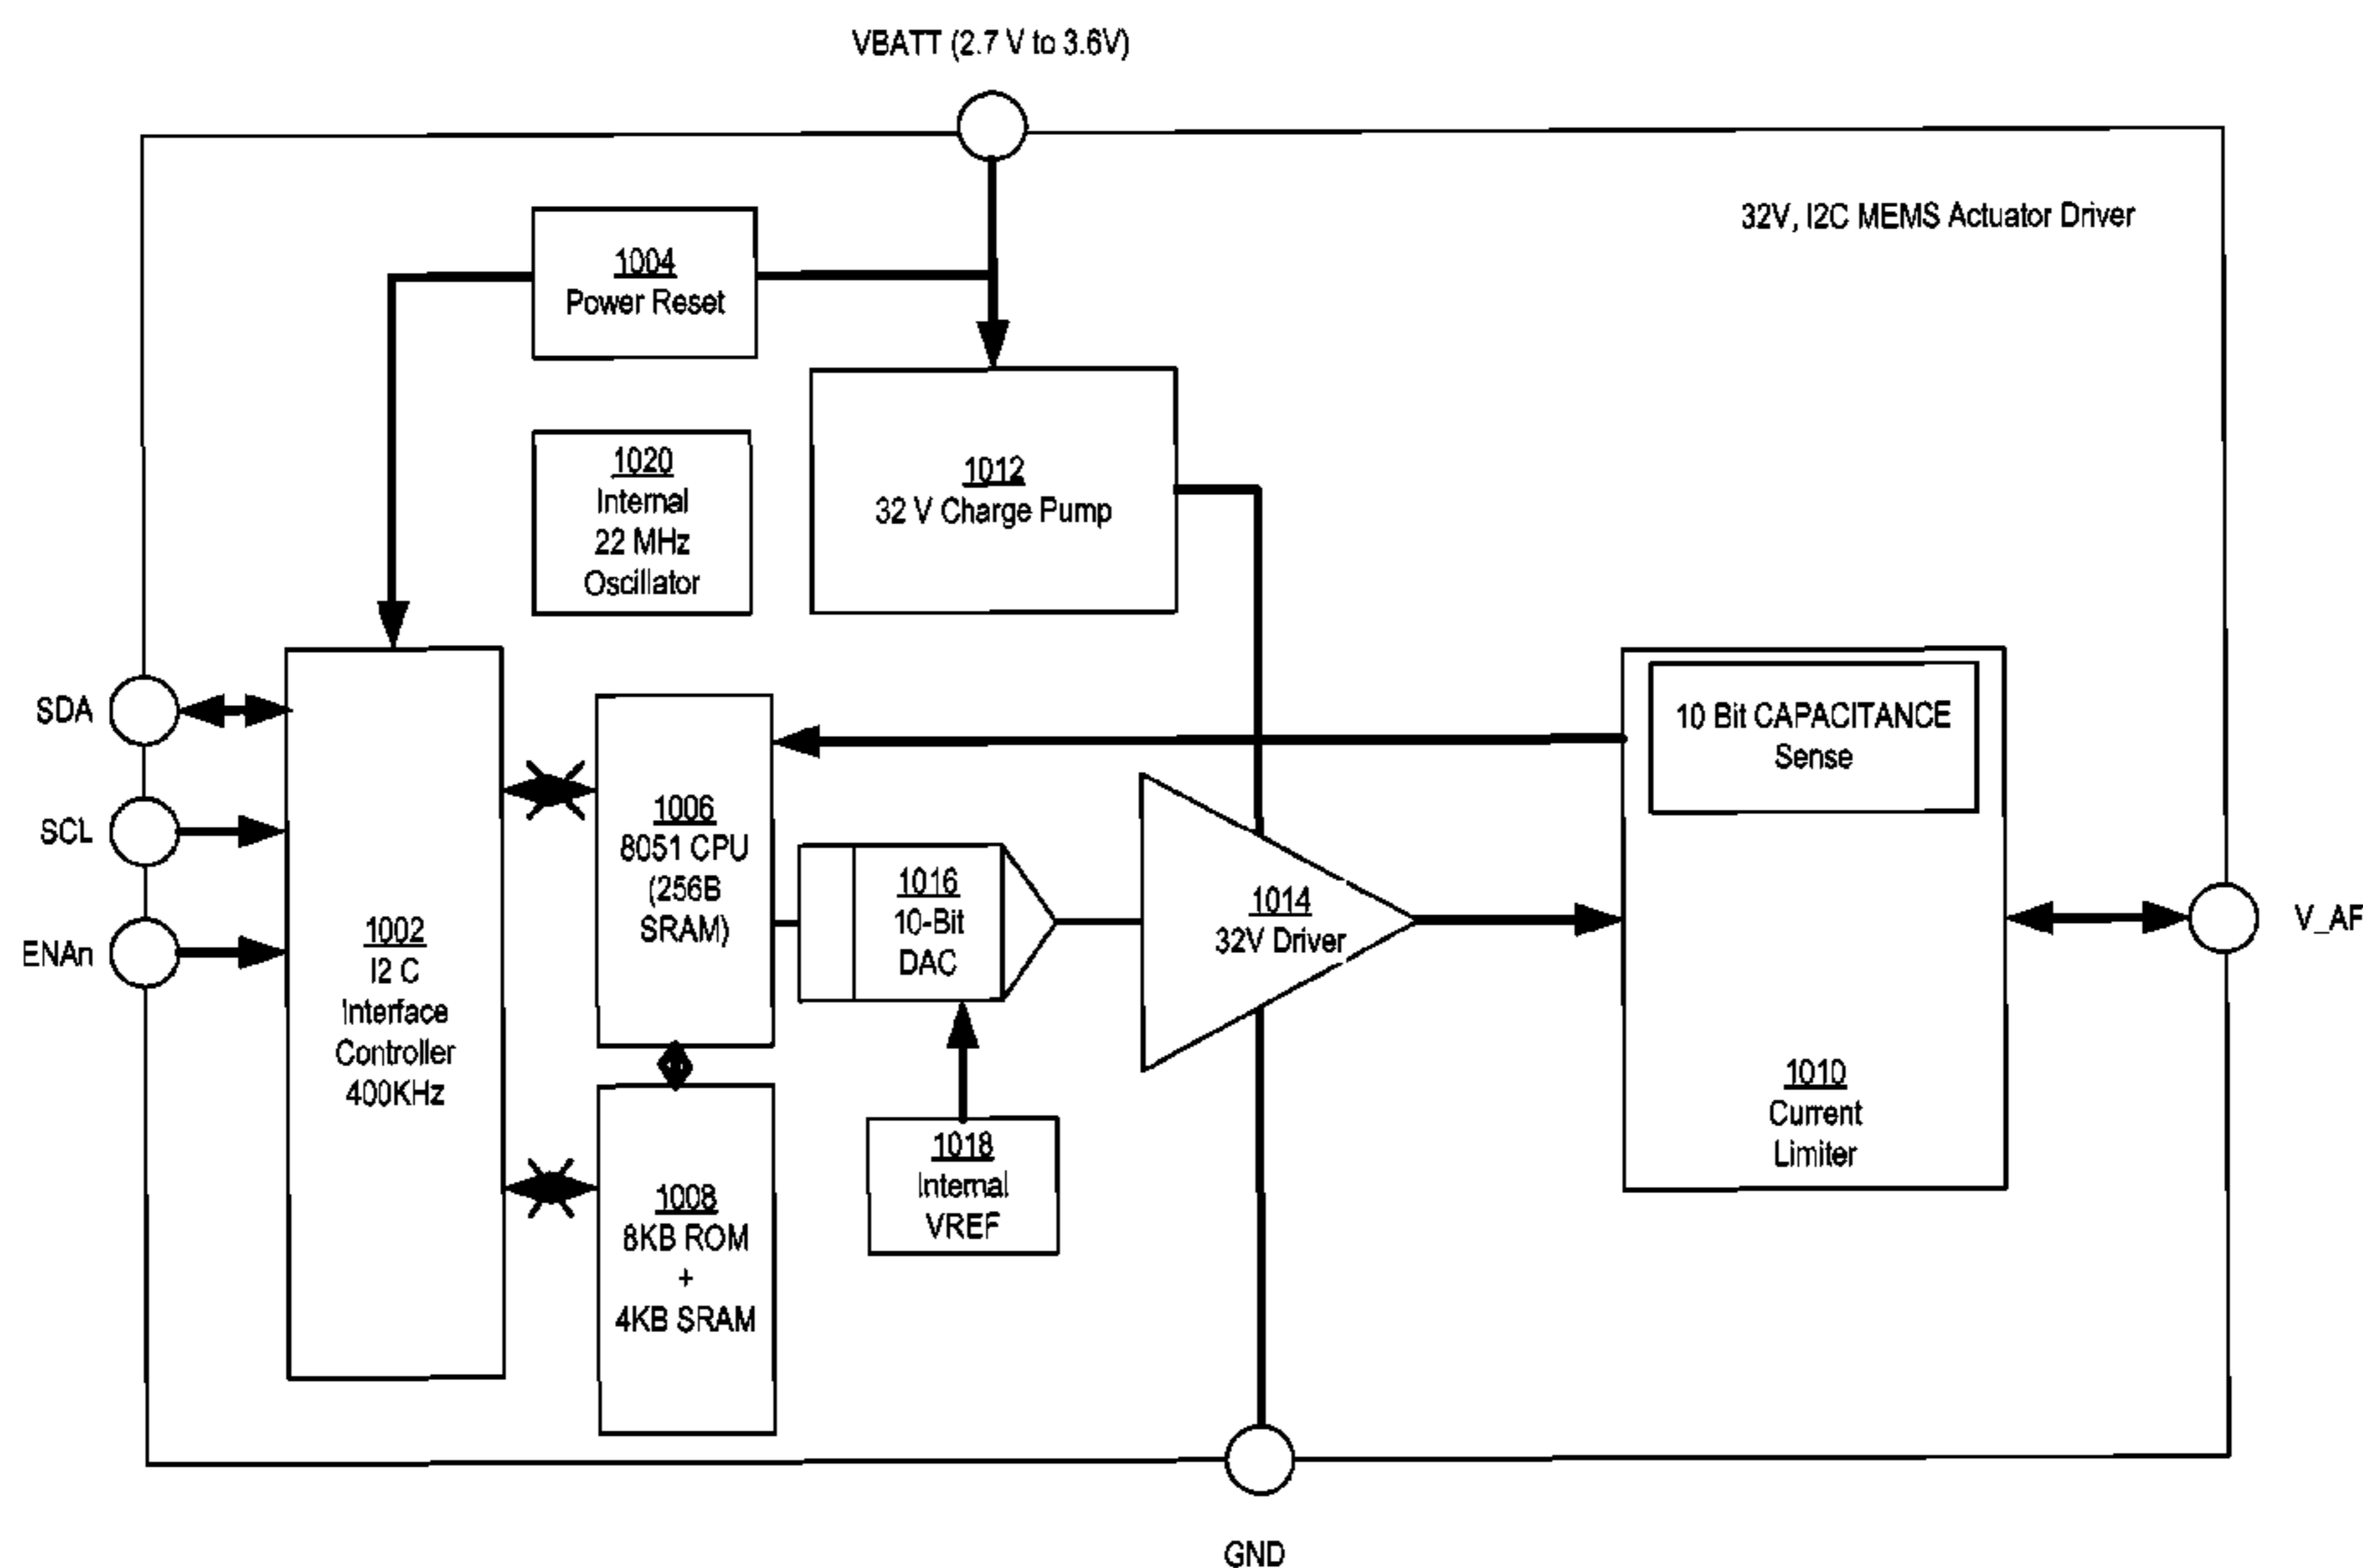 VBATT (2.7 V to 3.6V)
32V, I2C MEMS Actuator Driver
1004
Power Reset
1020
Internal
22 MHz
Oscillator
1012
32 V Charge Pump
SDA
SCL
ENAn
1002
I2 C
Interface
Controller
400KHz
1006
8051 CPU
(256B
SRAM)
1008
8KB ROM
+
4KB SRAM
1016
10-Bit
DAC
1018
Internal
VREF
1014
32V Driver
10 Bit CAPACITANCE
Sense
1010
Current
Limiter
V_AF
GND